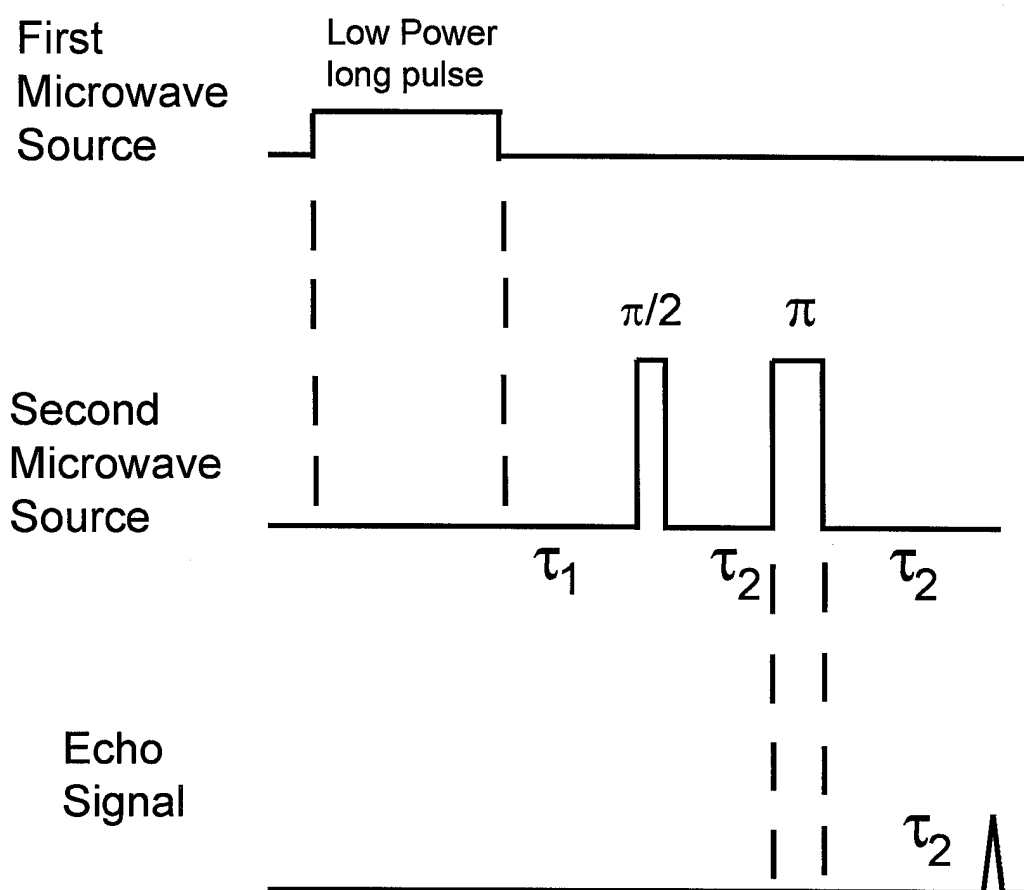 First
Microwave
Source
Low Power
long pulse
π/2
π
Second
Microwave
Source
τ₁
τ₂
τ₂
Echo
Signal
τ₂